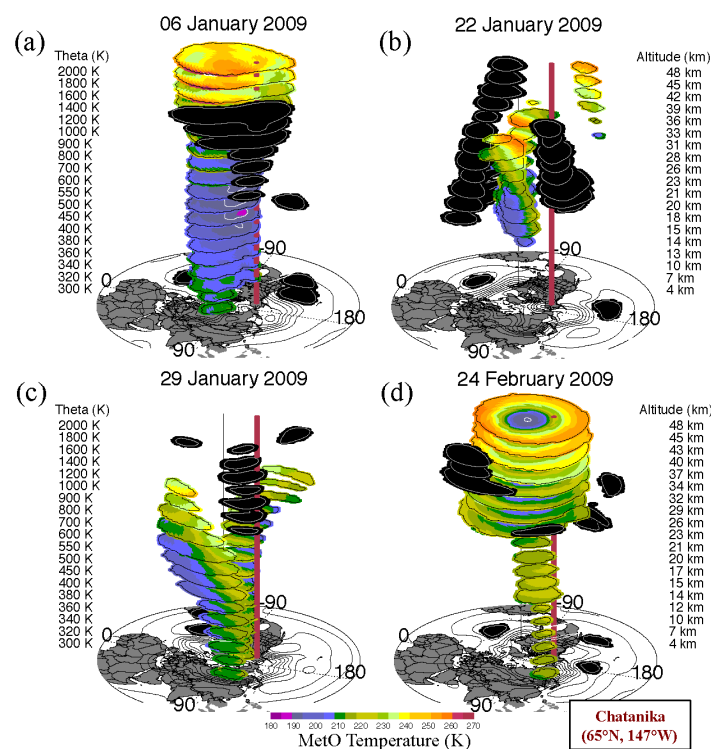 06 January 2009
22 January 2009
(a)
(b)
Theta (K)
2000 K
1800 K
1600 K
1400 K
1200 K
1000 K
900 K
800 K
700 K
600 K
550 K
500 K
450 K
400 K
380 K
360 K
340 K
320 K
300 K
0
-90
180
90
Altitude (km)
48 km
45 km
42 km
39 km
36 km
33 km
31 km
28 km
26 km
23 km
21 km
20 km
18 km
15 km
14 km
13 km
10 km
7 km
4 km
0
-90
180
90
29 January 2009
24 February 2009
(c)
(d)
Theta (K)
2000 K
1800 K
1600 K
1400 K
1200 K
1000 K
900 K
800 K
700 K
600 K
550 K
500 K
450 K
400 K
380 K
360 K
340 K
320 K
300 K
0
-90
180
-90
Altitude (km)
48 km
45 km
43 km
40 km
37 km
34 km
32 km
29 km
26 km
23 km
21 km
20 km
17 km
15 km
14 km
12 km
10 km
7 km
4 km
0
-90
180
-90
180 190 200 210 220 230 240 250 260 270
MetO Temperature (K)
Chatanika
(65°N, 147°W)